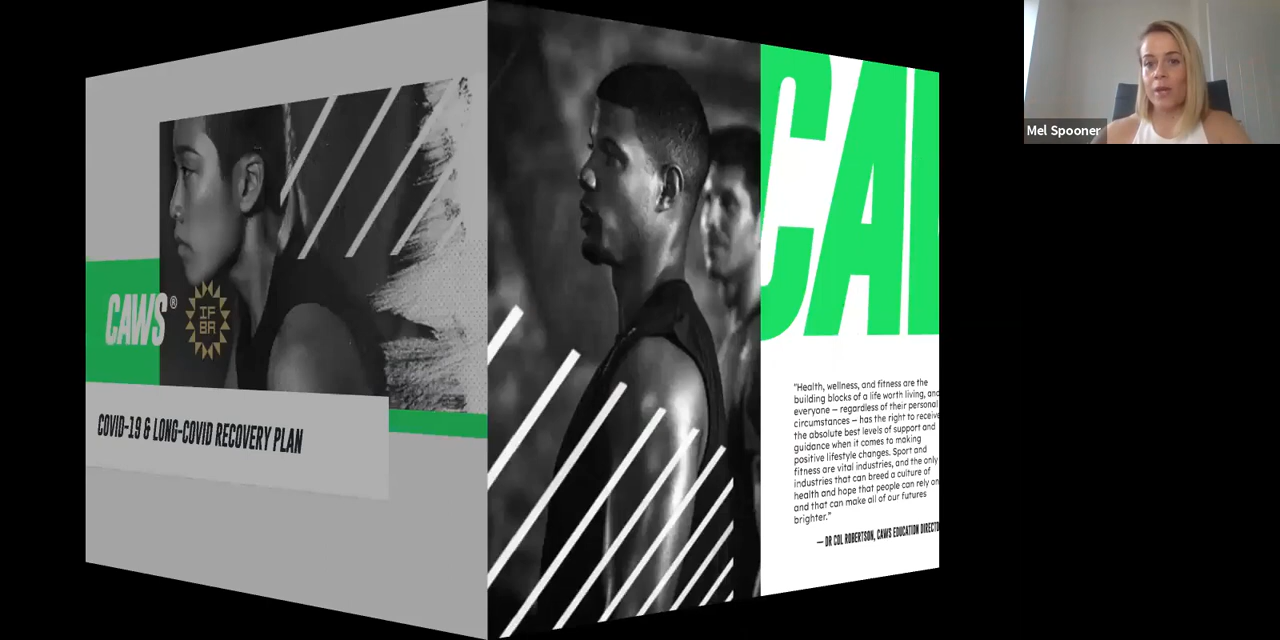 CAWS®
IF
BA
COVID-19 & LONG-COVID RECOVERY PLAN
"Health, wellness, and fitness are the
building blocks of a life worth living, and
everyone – regardless of their personal
circumstances – has the right to receive
the absolute best levels of support and
guidance when it comes to making
positive lifestyle changes. Sport and
fitness are vital industries, and the only
industries that can breed a culture of
health and hope that people can rely on
and that can make all of our futures
brighter."
— DR COL ROBERTSON, CAWS EDUCATION
Mel Spooner